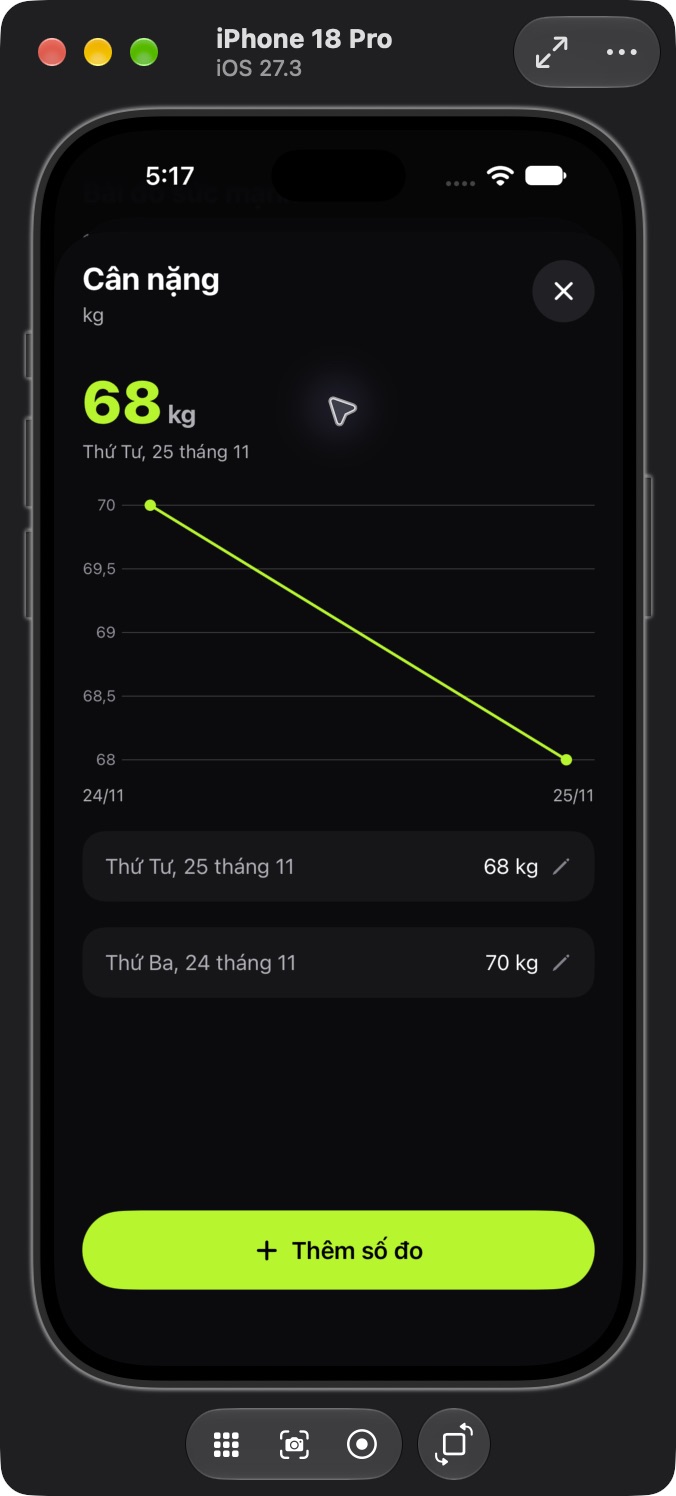 iPhone 18 Pro
iOS 27.3
5:17
Cân nặng
kg
68 kg
Thứ Tư, 25 tháng 11
70
69,5
69
68,5
68
24/11
25/11
Thứ Tư, 25 tháng 11
68 kg
Thứ Ba, 24 tháng 11
70 kg
Thêm số đo